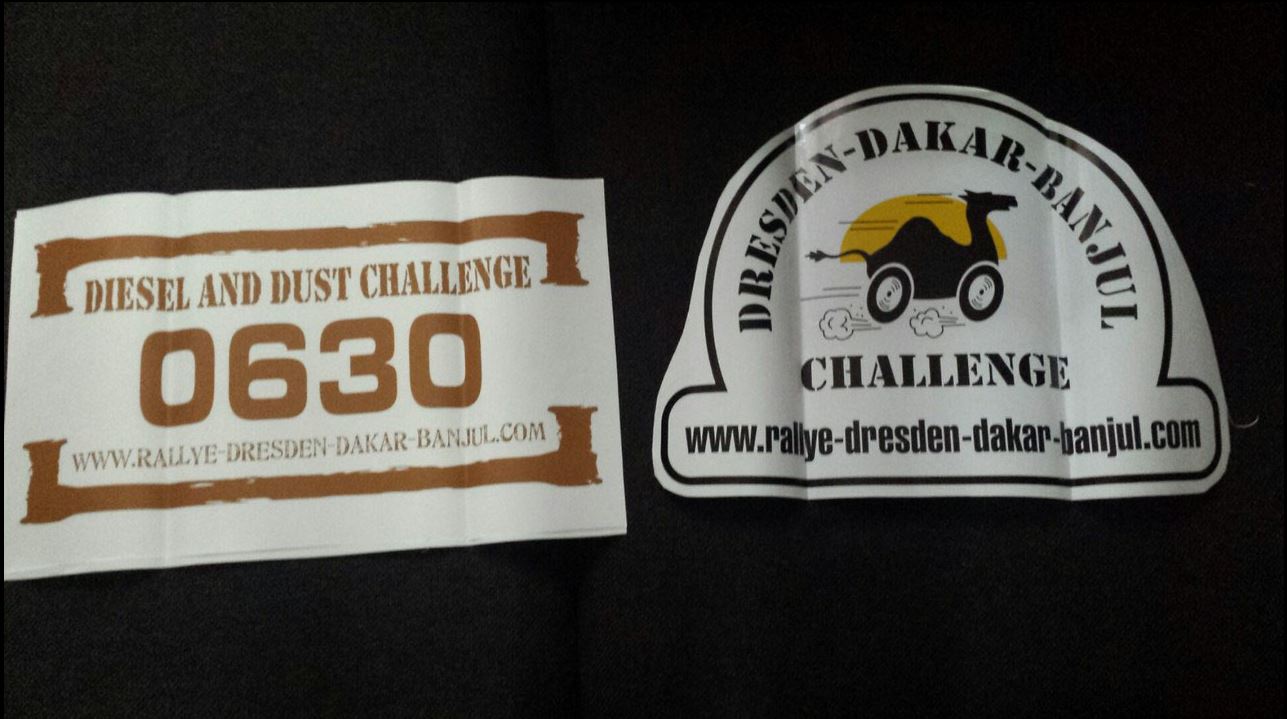 DIESEL AND DUST CHALLENGE
0630
WWW.RALLYE-DRESDEN-DAKAR-BANJUL.COM
DRESDEN-DAKAR-BANJUL
CHALLENGE
www.rallye-dresden-dakar-banjul.com